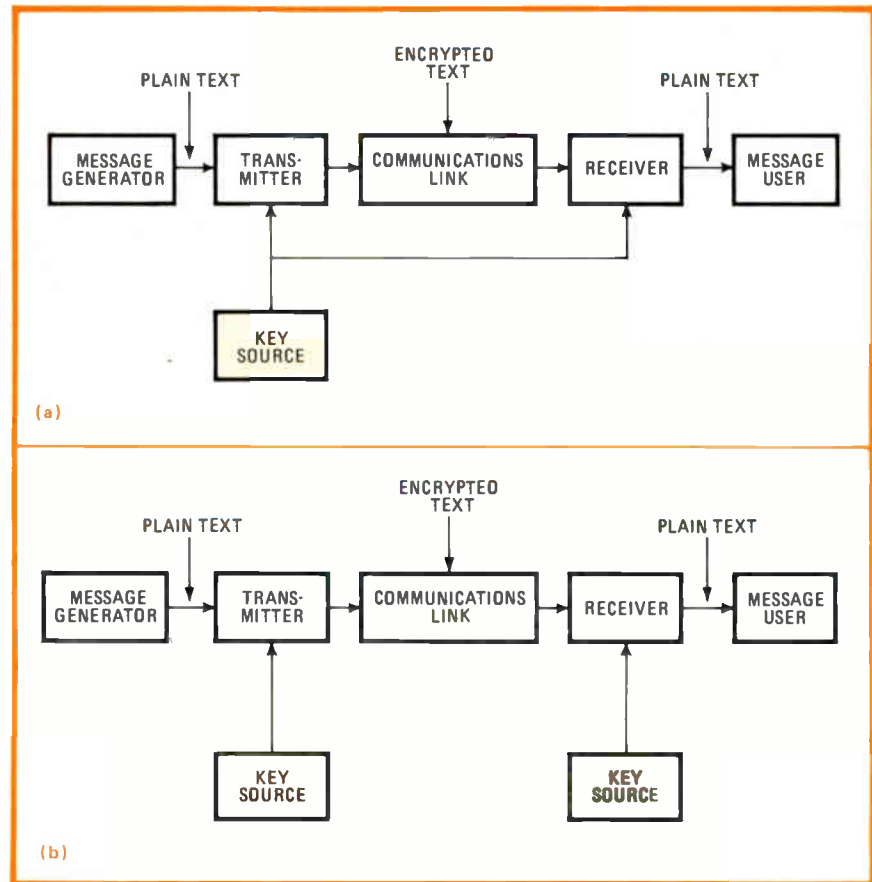 ENCRYPTED
TEXT
PLAIN TEXT
PLAIN TEXT
MESSAGE
GENERATOR
TRANS-
MITTER
COMMUNICATIONS
LINK
RECEIVER
MESSAGE
USER
KEY
SOURCE
(a)
ENCRYPTED
TEXT
PLAIN TEXT
PLAIN TEXT
MESSAGE
GENERATOR
TRANS-
MITTER
COMMUNICATIONS
LINK
RECEIVER
MESSAGE
USER
KEY
SOURCE
KEY
SOURCE
(b)